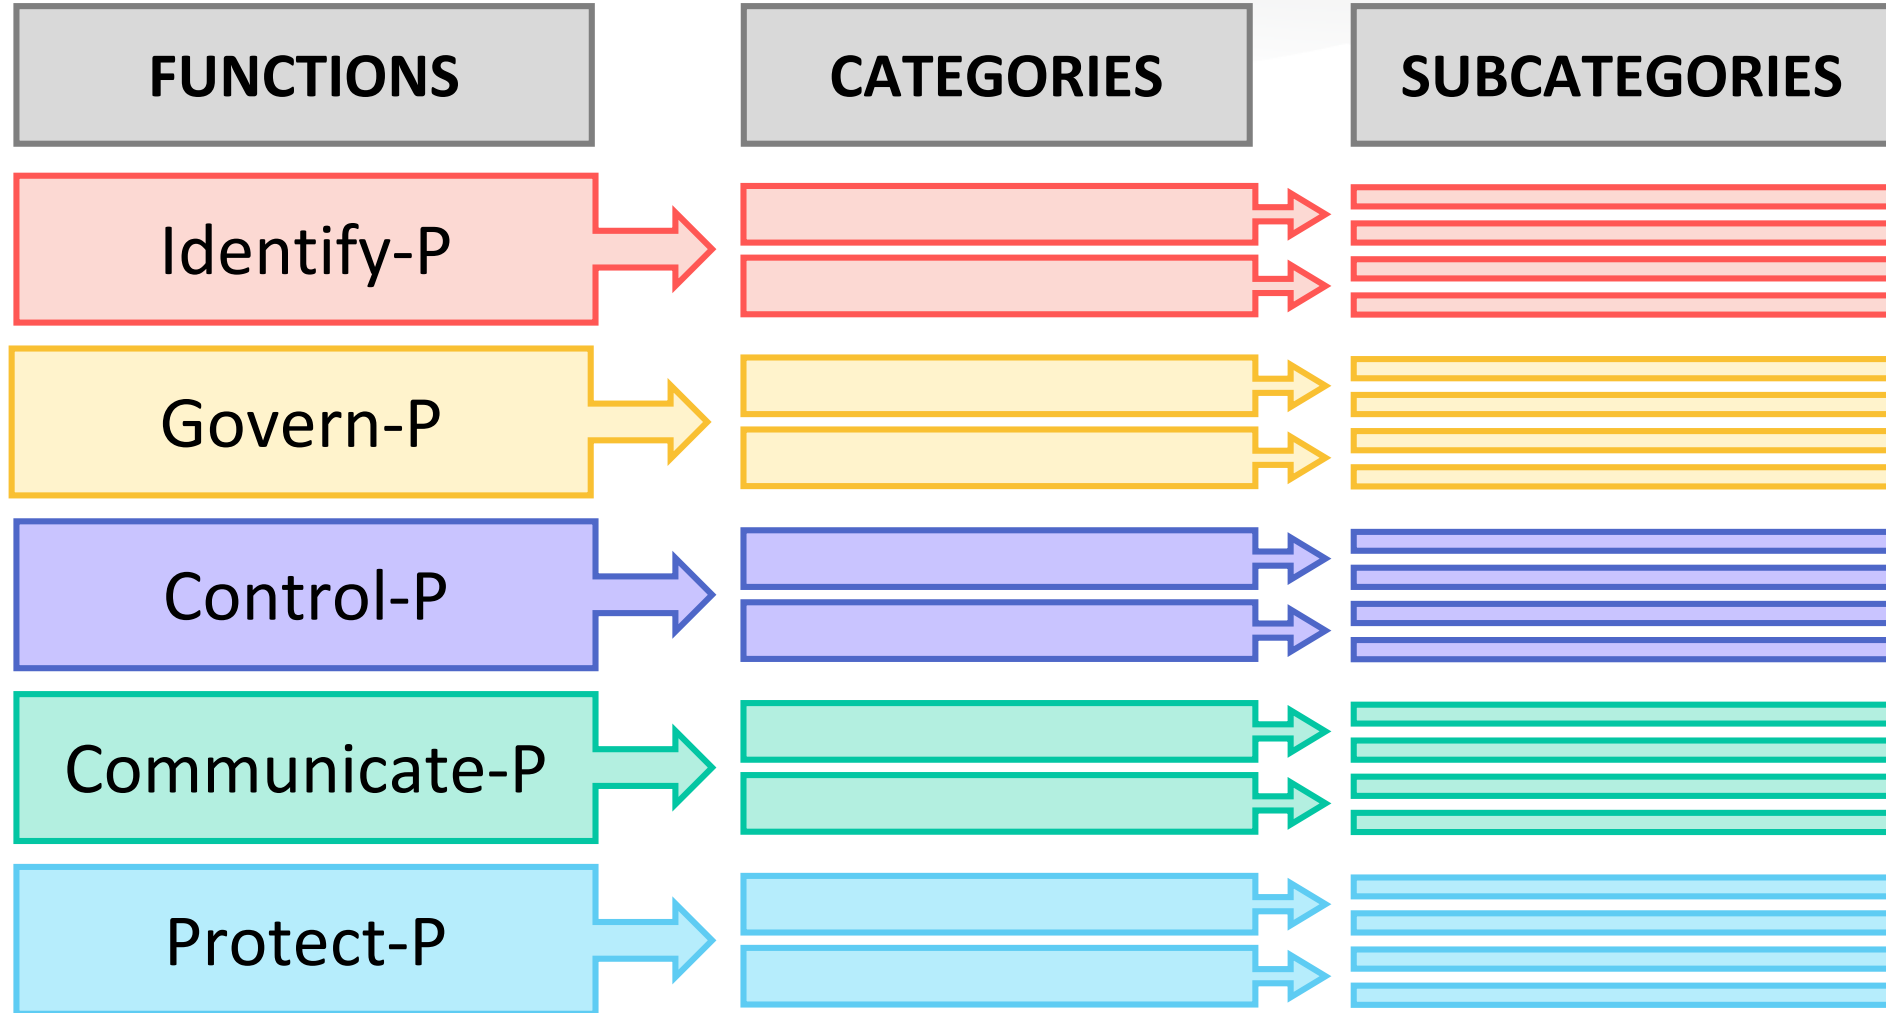 FUNCTIONS
CATEGORIES
SUBCATEGORIES
Identify-P
Govern-P
Control-P
Communicate-P
Protect-P